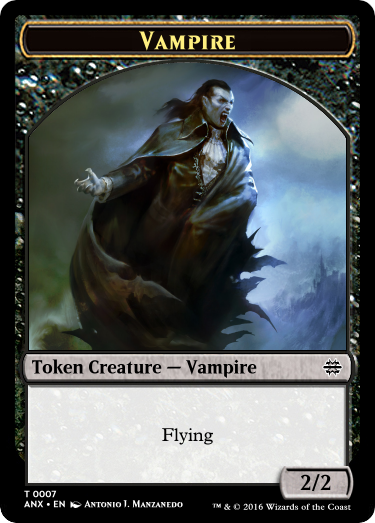 Vampire
Token Creature — Vampire
Flying
2/2
T 0007
ANX • EN Antonio J. Manzanedo
™ & © 2016 Wizards of the Coast